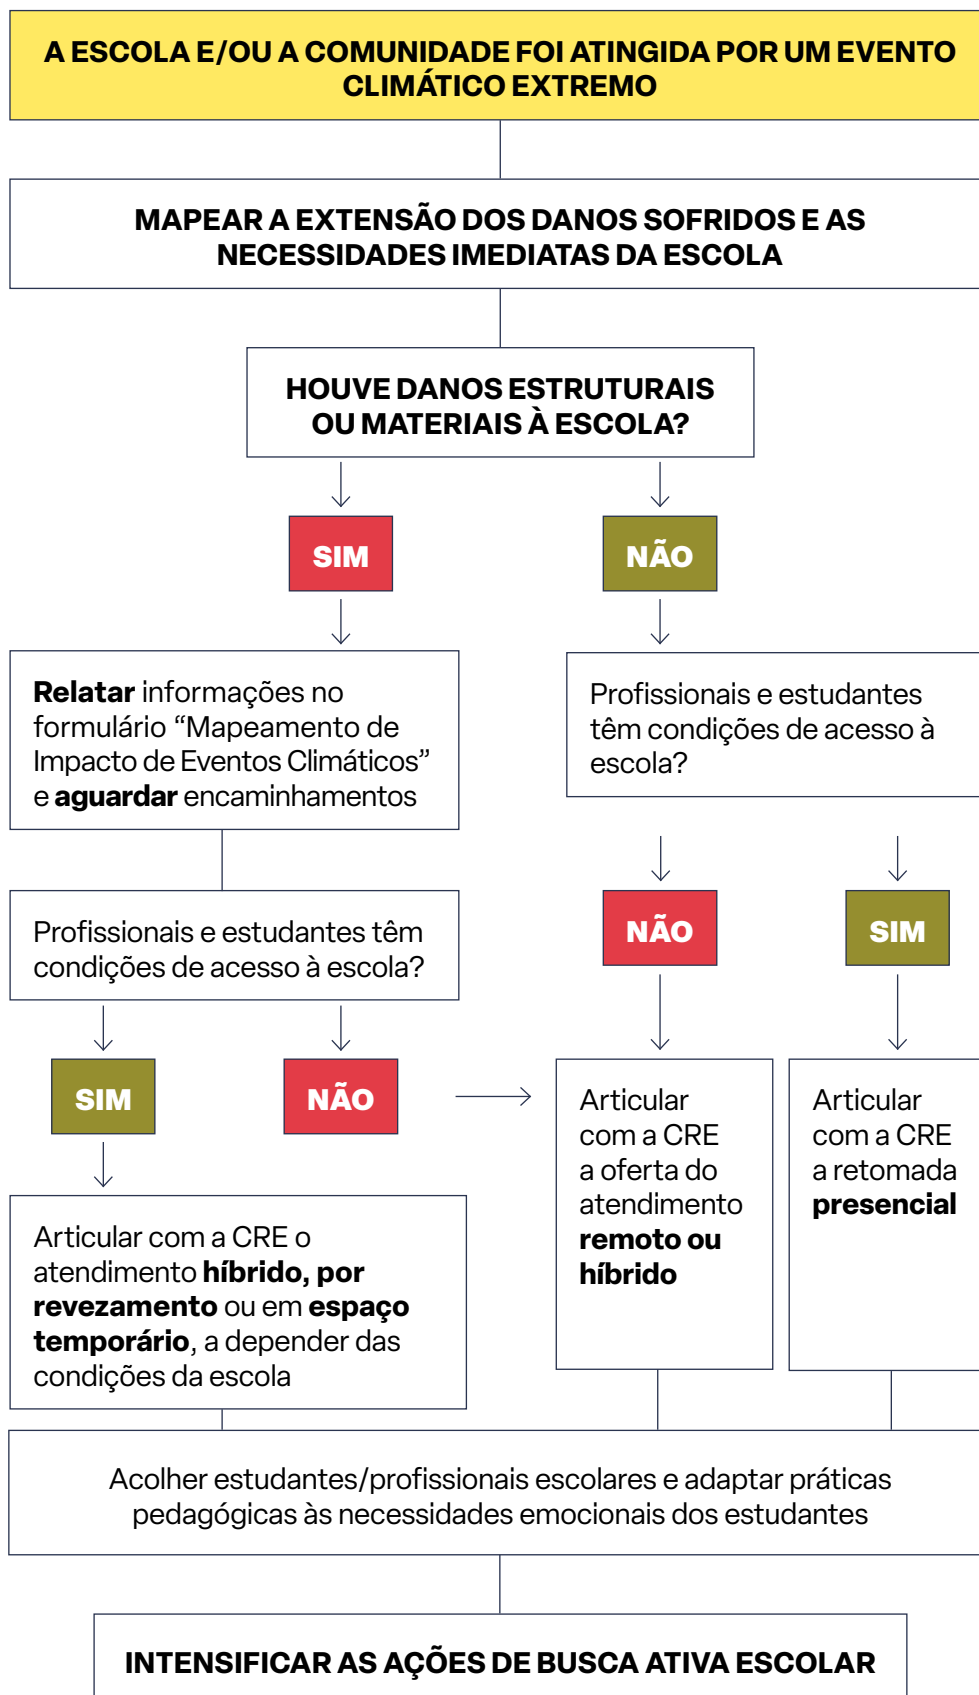 A ESCOLA E/OU A COMUNIDADE FOI ATINGIDA POR UM EVENTO
CLIMÁTICO EXTREMO
MAPEAR A EXTENSÃO DOS DANOS SOFRIDOS E AS
NECESSIDADES IMEDIATAS DA ESCOLA
HOUVE DANOS ESTRUTURAIS
OU MATERIAIS À ESCOLA?
SIM
NÃO
Relatar informações no
formulário “Mapeamento de
Impacto de Eventos Climáticos”
e aguardar encaminhamentos
Profissionais e estudantes
têm condições de acesso à
escola?
Profissionais e estudantes têm
condições de acesso à escola?
NÃO
SIM
SIM
NÃO
Articular
com a CRE
a oferta do
atendimento
remoto ou
híbrido
Articular
com a CRE
a retomada
presencial
Articular com a CRE o
atendimento híbrido, por
revezamento ou em espaço
temporário, a depender das
condições da escola
Acolher estudantes/profissionais escolares e adaptar práticas
pedagógicas às necessidades emocionais dos estudantes
INTENSIFICAR AS AÇÕES DE BUSCA ATIVA ESCOLAR